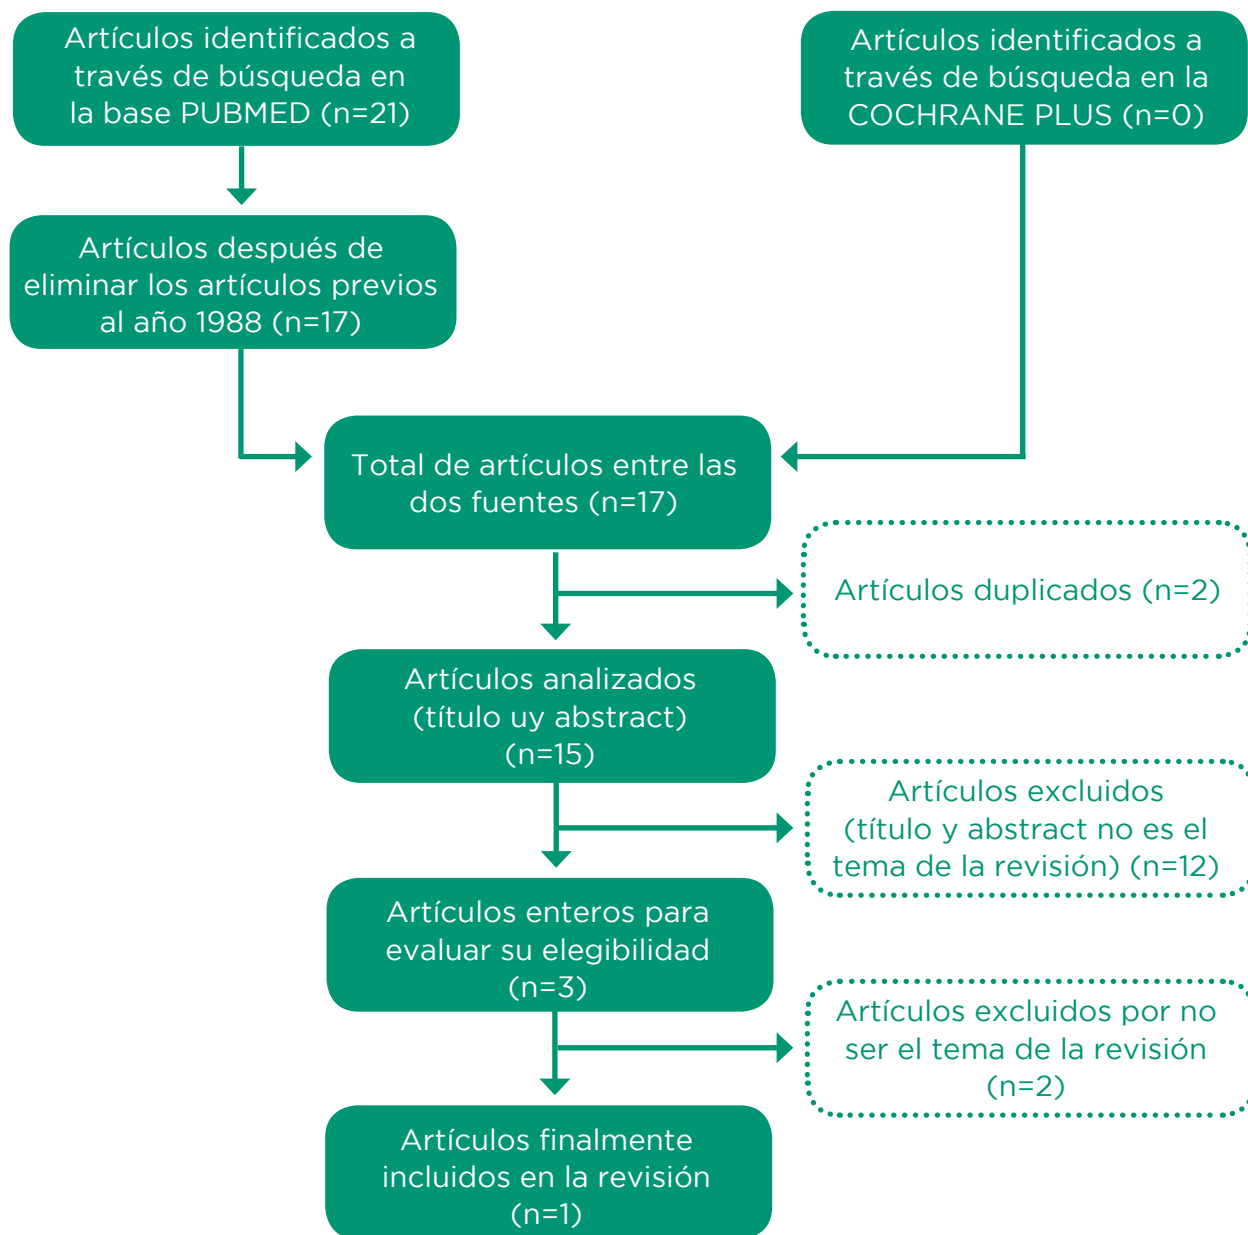 Artículos identificados a
través de búsqueda en
la base PUBMED (n=21)
Artículos identificados a
través de búsqueda en la
COCHRANE PLUS (n=0)
Artículos después de
eliminar los artículos previos
al año 1988 (n=17)
Total de artículos entre las
dos fuentes (n=17)
Artículos duplicados (n=2)
Artículos analizados
(título uy abstract)
(n=15)
Artículos excluidos
(título y abstract no es el
tema de la revisión) (n=12)
Artículos enteros para
evaluar su elegibilidad
(n=3)
Artículos excluidos por no
ser el tema de la revisión
(n=2)
Artículos finalmente
incluidos en la revisión
(n=1)